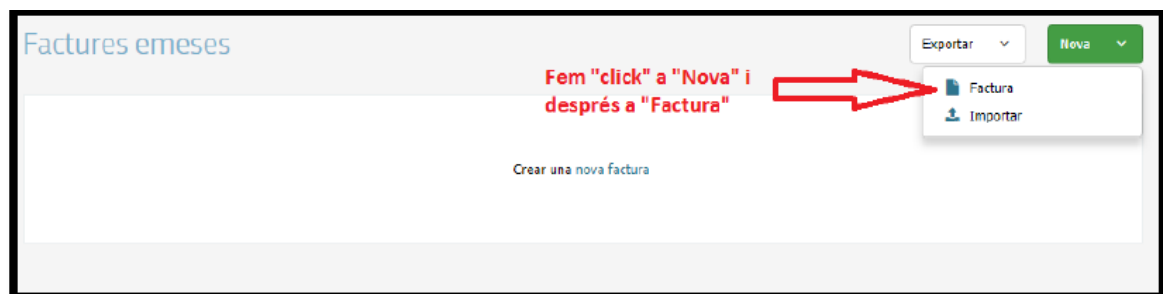 Factures emeses
Exportar
Nova
Fem "click" a "Nova" i
després a "Factura"
Factura
Importar
Crear una nova factura